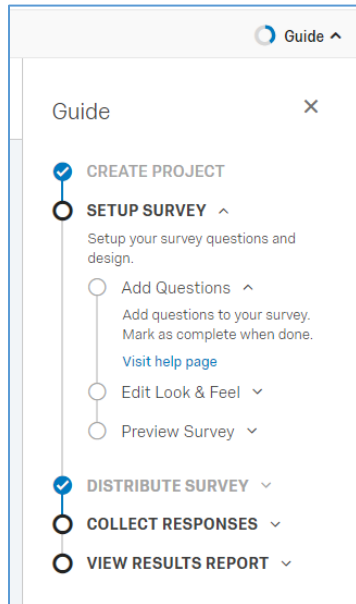 Guide
Guide
CREATE PROJECT
SETUP SURVEY
Setup your survey questions and
design.
Add Questions
Add questions to your survey.
Mark as complete when done.
Visit help page
Edit Look & Feel
Preview Survey
DISTRIBUTE SURVEY
COLLECT RESPONSES
VIEW RESULTS REPORT